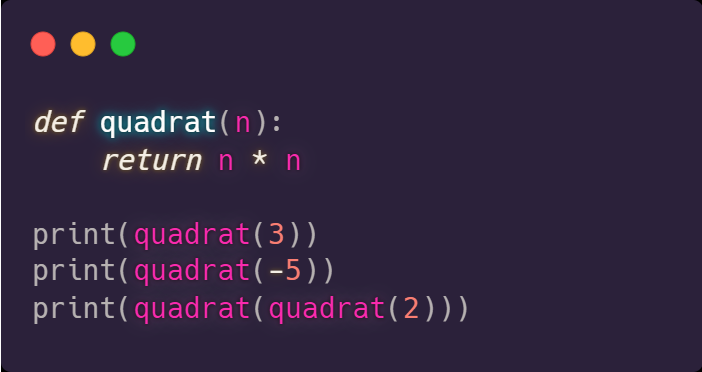 def quadrat(n):
    return n * n

print(quadrat(3))
print(quadrat(-5))
print(quadrat(quadrat(2)))